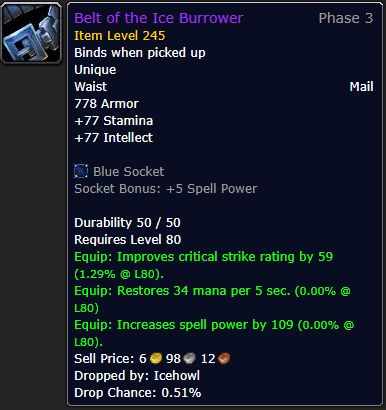 Belt of the Ice Burrower Phase 3
Item Level 245
Binds when picked up
Unique
Waist Mail
778 Armor
+77 Stamina
+77 Intellect
Blue Socket
Socket Bonus: +5 Spell Power
Durability 50 / 50
Requires Level 80
Equip: Improves critical strike rating by 59
(1.29% @ L80).
Equip: Restores 34 mana per 5 sec. (0.00% @
L80)
Equip: Increases spell power by 109 (0.00% @
L80).
Sell Price: 6 98 12
Dropped by: Icehowl
Drop Chance: 0.51%